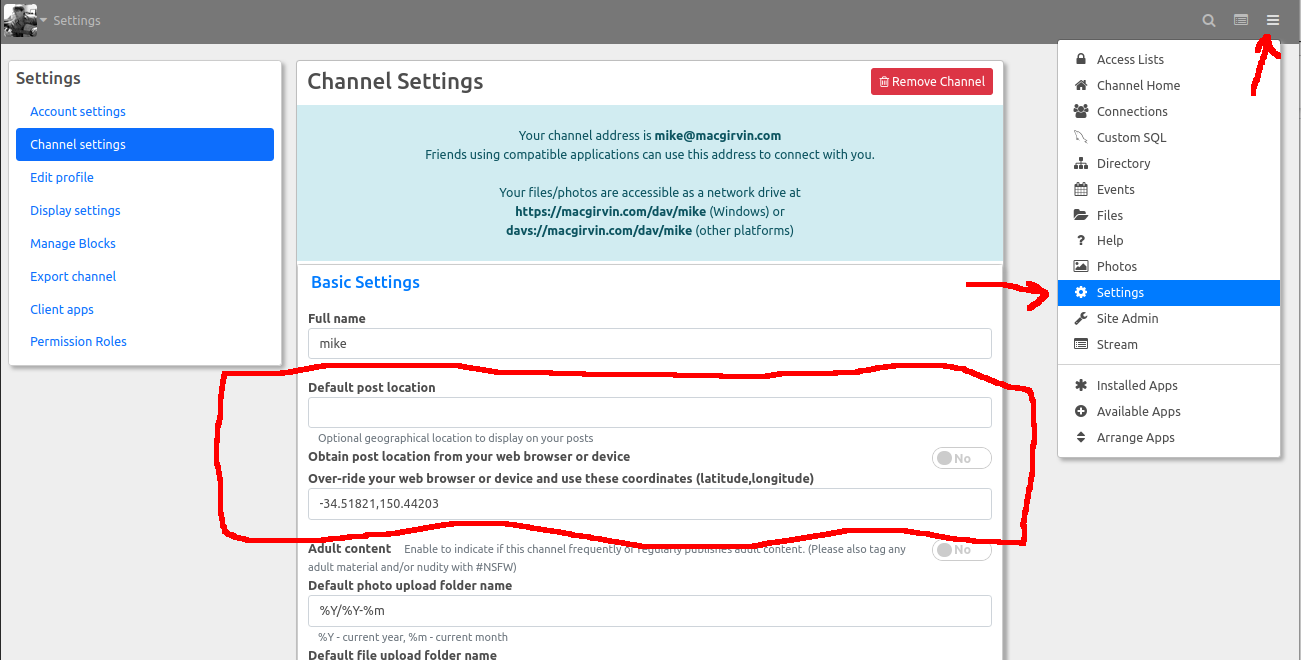 Settings
Settings
Account settings
Channel settings
Edit profile
Display settings
Manage Blocks
Export channel
Client apps
Permission Roles
Channel Settings
Remove Channel
Your channel address is mike@macgirvin.com
Friends using compatible applications can use this address to connect with you.
Your files/photos are accessible as a network drive at
https://macgirvin.com/dav/mike (Windows) or
davs://macgirvin.com/dav/mike (other platforms)
Basic Settings
Full name
mike
Default post location
Optional geographical location to display on your posts
Obtain post location from your web browser or device
No
Over-ride your web browser or device and use these coordinates (latitude,longitude)
-34.51821,150.44203
Adult content Enable to indicate if this channel frequently or regularly publishes adult content. (Please also tag any
No
adult material and/or nudity with #NSFW)
Default photo upload folder name
%Y/%Y-%m
%Y - current year, %m - current month
Default file upload folder name
Access Lists
Channel Home
Connections
Custom SQL
Directory
Events
Files
Help
Photos
Settings
Site Admin
Stream
Installed Apps
Available Apps
Arrange Apps